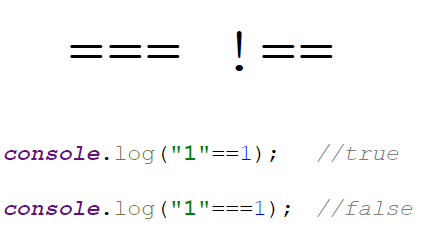 === !==
console.log("1"==1); //true
console.log("1"===1); //false